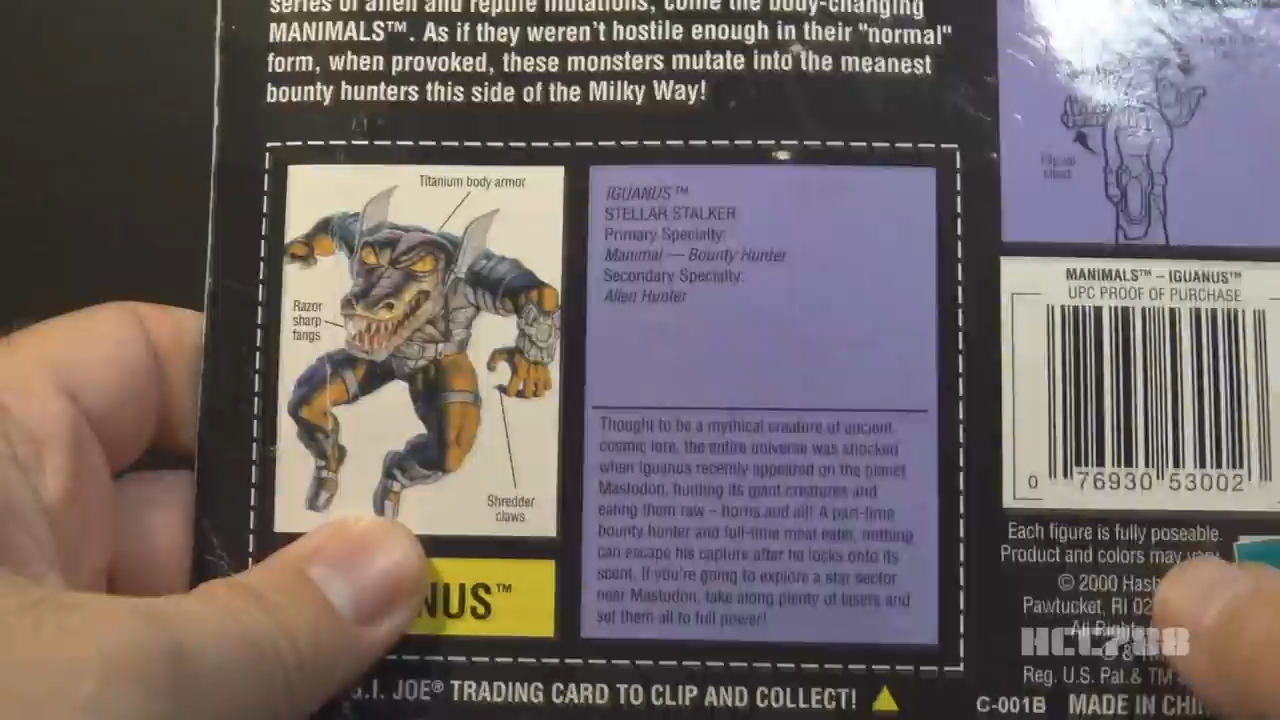 series of alien and reptile mutations, come the body-changing
MANIMALS™. As if they weren't hostile enough in their "normal"
form, when provoked, these monsters mutate into the meanest
bounty hunters this side of the Milky Way!
Titanium body armor
Razor
sharp
fangs
Shredder
claws
NUS™
IGUANUS™
STELLAR STALKER
Primary Specialty:
Manimal — Bounty Hunter
Secondary Specialty:
Alien Hunter
Thought to be a mythical creature of ancient
cosmic lore, the entire universe was shocked
when Iguanus recently appeared on the planet
Mastodon, hunting its giant creatures and
eating them raw – horns and all! A part-time
bounty hunter and full-time meat eater, nothing
can escape his capture after he locks onto its
scent. If you're going to explore a star sector
near Mastodon, take along plenty of lasers and
set them all to full power!
G.I. JOE® TRADING CARD TO CLIP AND COLLECT!
MANIMALS™ – IGUANUS™
UPC PROOF OF PURCHASE
0 76930 53002
Each figure is fully poseable.
Product and colors may vary.
© 2000 Hasb
Pawtucket, RI 02
All Right
HCC788
Reg. U.S. Pat.& TM
C-001B MADE IN CHI